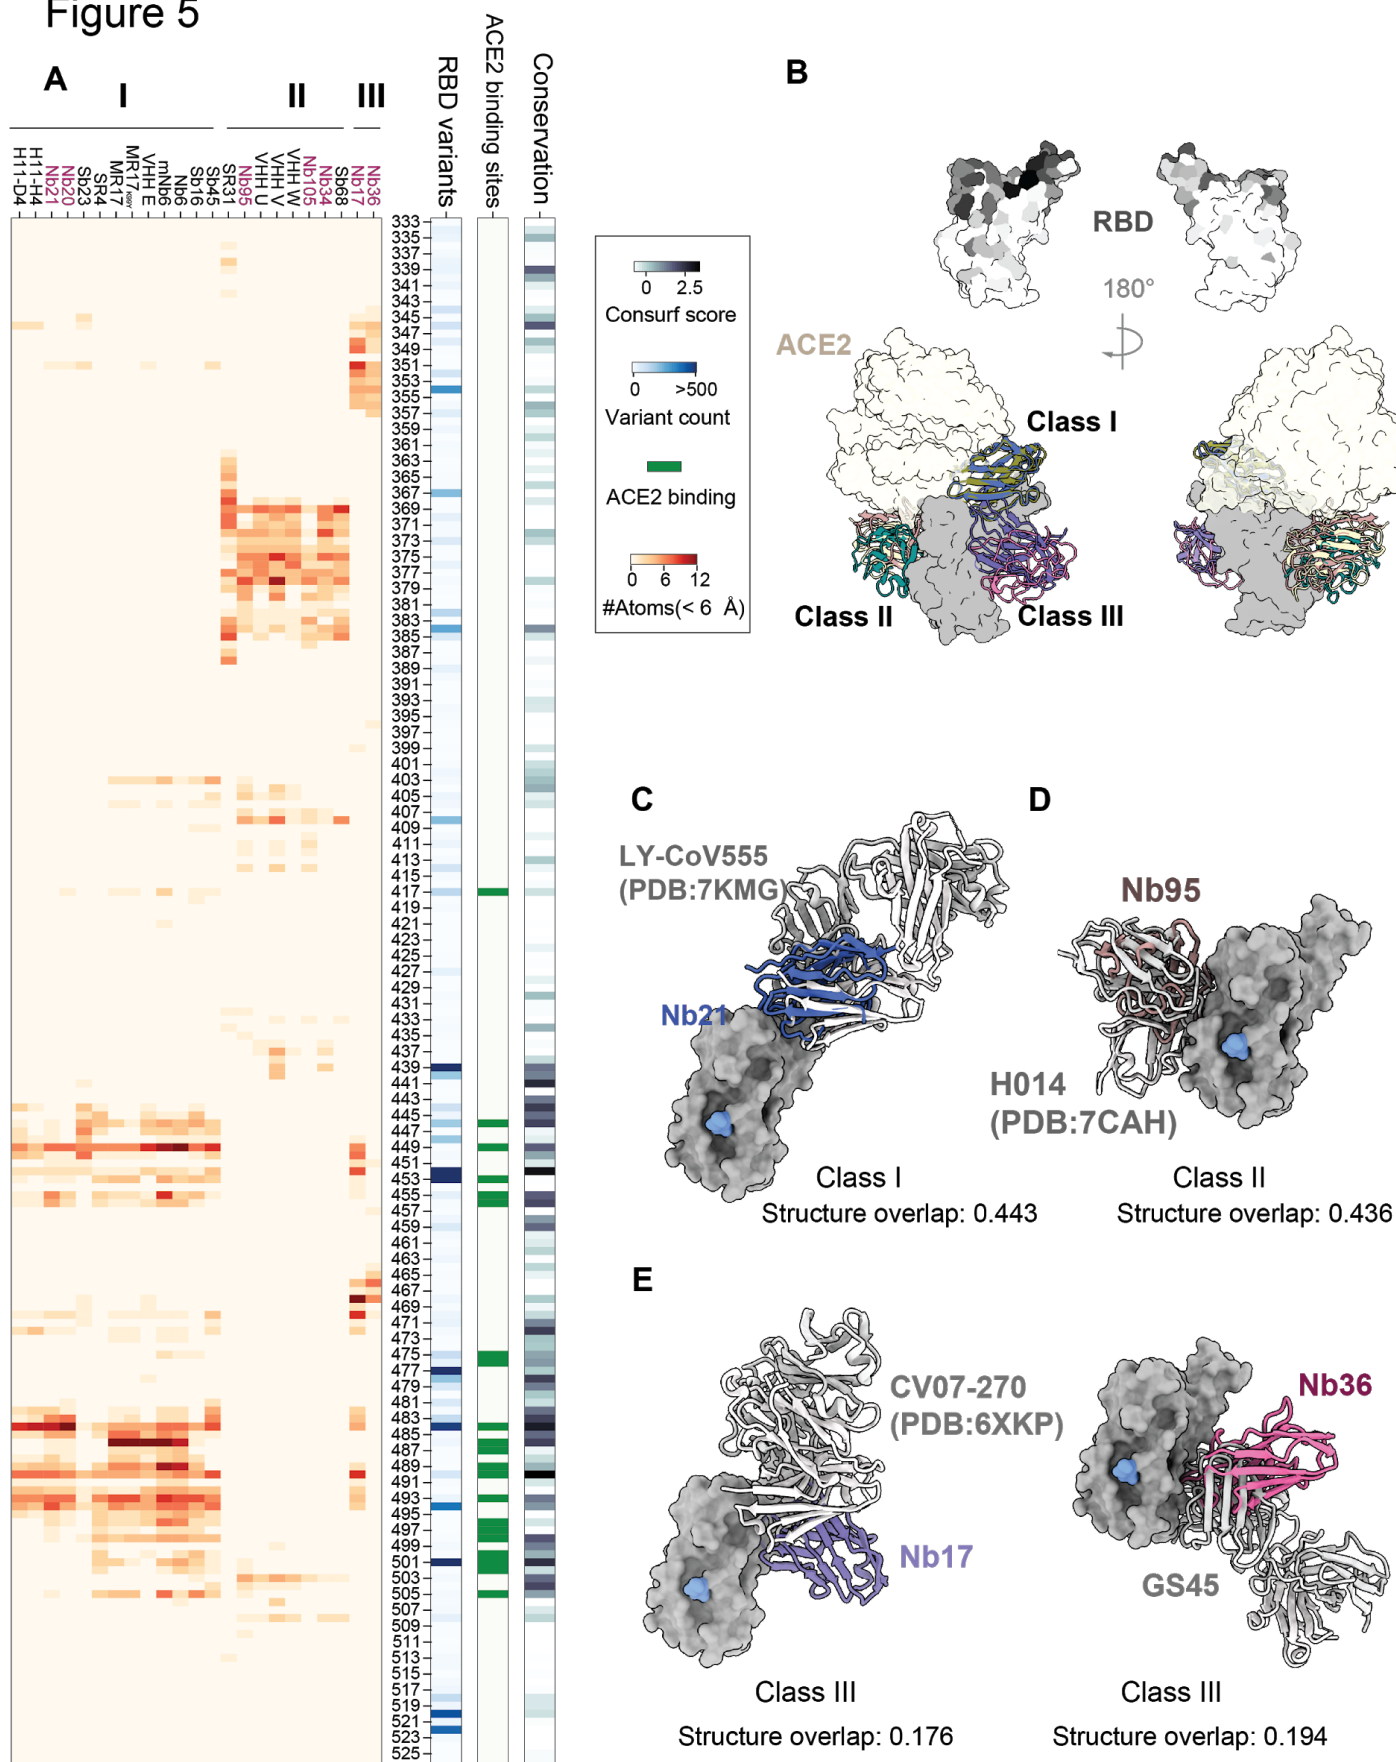 Figure 5
A
I
II
III
H11-D4
H11-H4
Nb21
Nb20
Sb23
SR4
MR17
MR17K99Y
VHH E
mNb6
Nb6
Sb16
Sb45
SR31
Nb95
VHH U
VHH V
VHH W
Nb105
Nb34
Sb68
Nb17
Nb36
RBD variants
ACE2 binding sites
Conservation
333
335
337
339
341
343
345
347
349
351
353
355
357
359
361
363
365
367
369
371
373
375
377
379
381
383
385
387
389
391
393
395
397
399
401
403
405
407
409
411
413
415
417
419
421
423
425
427
429
431
433
435
437
439
441
443
445
447
449
451
453
455
457
459
461
463
465
467
469
471
473
475
477
479
481
483
485
487
489
491
493
495
497
499
501
503
505
507
509
511
513
515
517
519
521
523
525
0 2.5
Consurf score
0 >500
Variant count
ACE2 binding
0 6 12
#Atoms(< 6 Å)
B
RBD
180°
ACE2
Class I
Class II
Class III
C
LY-CoV555
(PDB:7KMG)
Nb21
Class I
Structure overlap: 0.443
D
Nb95
H014
(PDB:7CAH)
Class II
Structure overlap: 0.436
E
CV07-270
(PDB:6XKP)
Nb17
Class III
Structure overlap: 0.176
Nb36
GS45
Class III
Structure overlap: 0.194